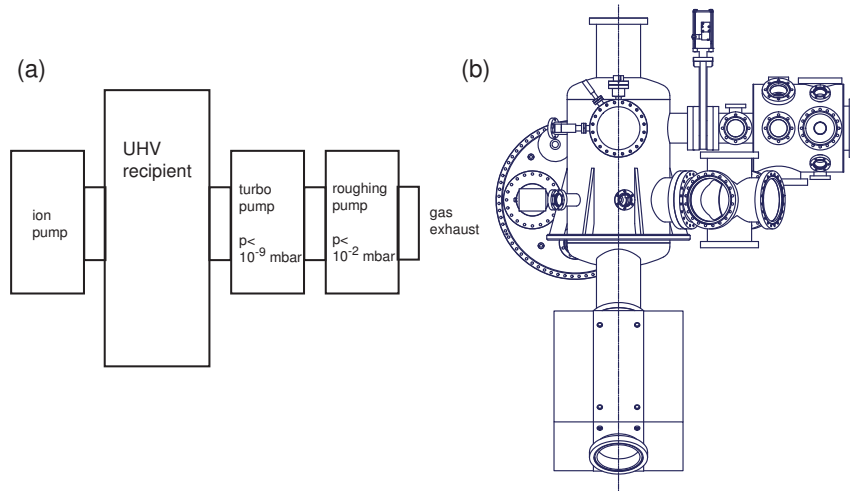 (a)
(b)
UHV
recipient
ion
pump
turbo
pump
p<
10⁻⁹ mbar
roughing
pump
p<
10⁻² mbar
gas
exhaust